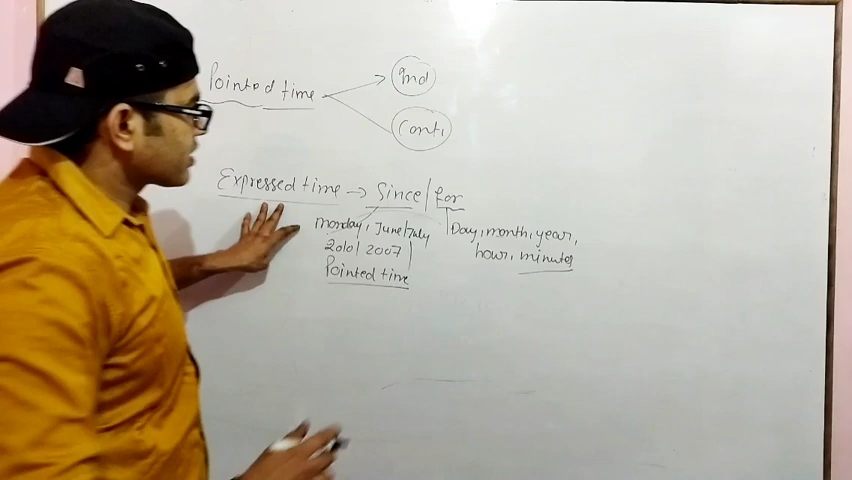 Ind
Pointed time
Conti
Expressed time → Since / for
monday, June/July
Day, month, year,
2010/ 2007
hour, minutes
Pointed time